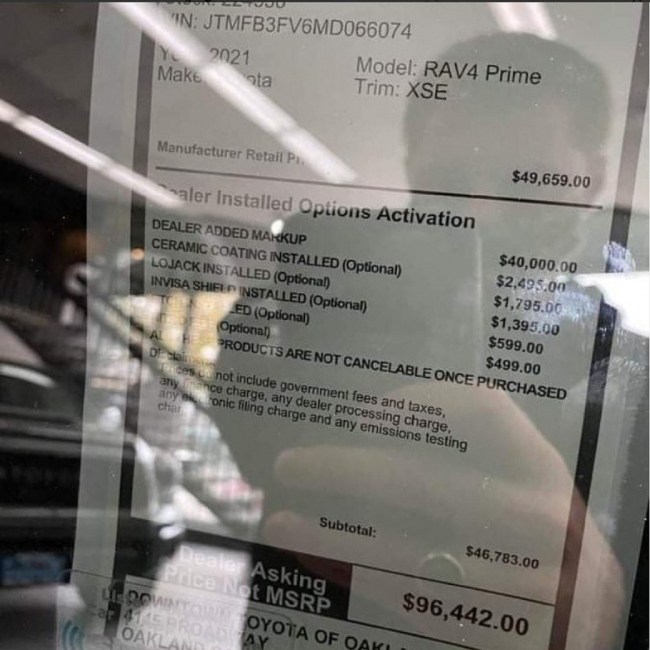 VIN: JTMFB3FV6MD066074
2021
Model: RAV4 Prime
Make
Trim: XSE
Manufacturer Retail
$49,659.00
Dealer Installed Options Activation
DEALER ADDED MARKUP $40,000.00
CERAMIC COATING INSTALLED (Optional) $2,495.00
LOJACK INSTALLED (Optional) $1,795.00
INVISA SHIELD INSTALLED (Optional) $1,395.00
(Optional) $599.00
(Optional) $499.00
PRODUCTS ARE NOT CANCELABLE ONCE PURCHASED
not include government fees and taxes,
any charge, any dealer processing charge,
any filing charge and any emissions testing
Subtotal: $46,783.00
Dealer Asking
Price Not MSRP
$96,442.00
DOWNTOWN TOYOTA OF
4145
OAKLAND